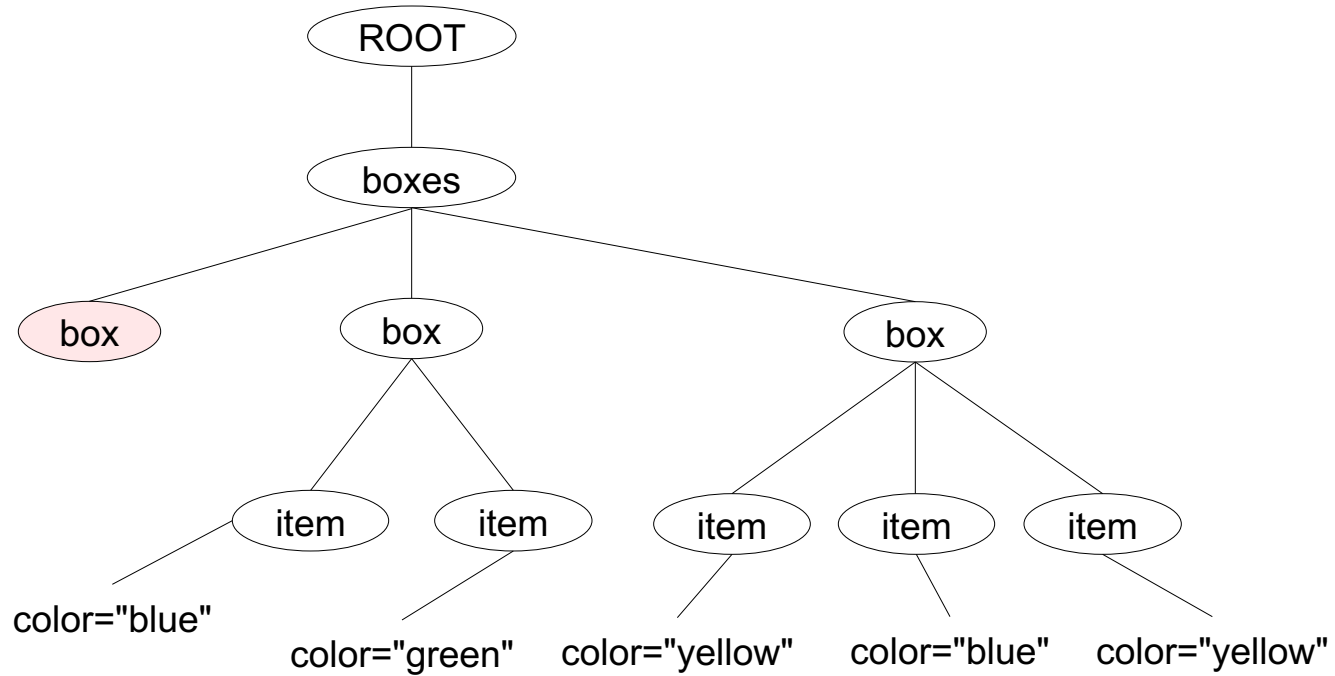 ROOT
boxes
box
box
box
item
item
item
item
item
color="blue"
color="green"
color="yellow"
color="blue"
color="yellow"